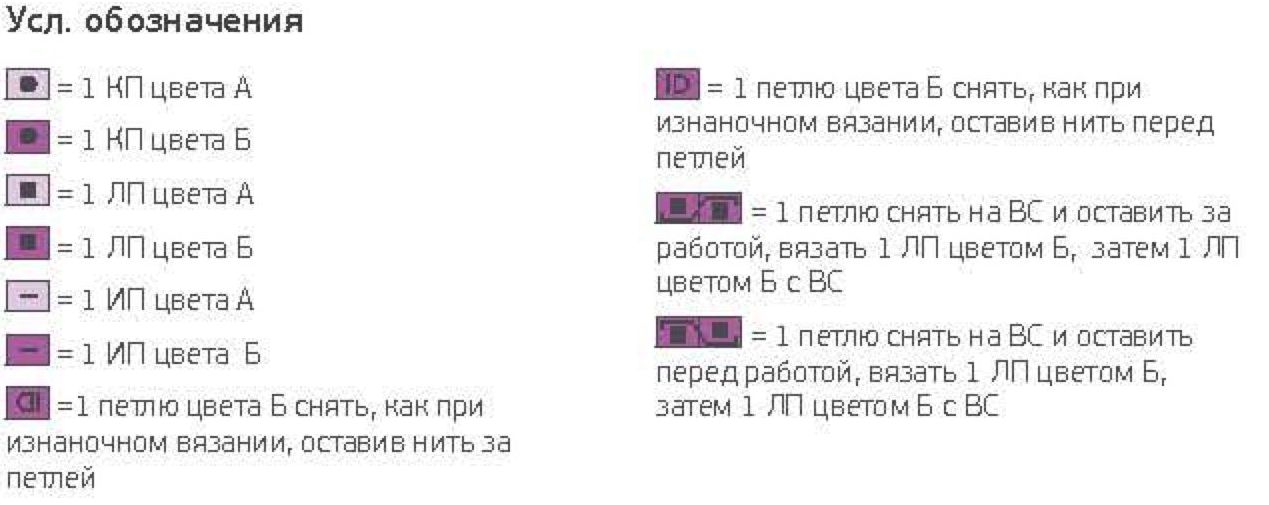 Усл. обозначения
= 1 КП цвета А
= 1 КП цвета Б
= 1 ЛП цвета А
= 1 ЛП цвета Б
= 1 ИП цвета А
= 1 ИП цвета Б
=1 петлю цвета Б снять, как при
изнаночном вязании, оставив нить за
петлей
= 1 петлю цвета Б снять, как при
изнаночном вязании, оставив нить перед
петлей
= 1 петлю снять на ВС и оставить за
работой, вязать 1 ЛП цветом Б, затем 1 ЛП
цветом Б с ВС
= 1 петлю снять на ВС и оставить
перед работой, вязать 1 ЛП цветом Б,
затем 1 ЛП цветом Б с ВС